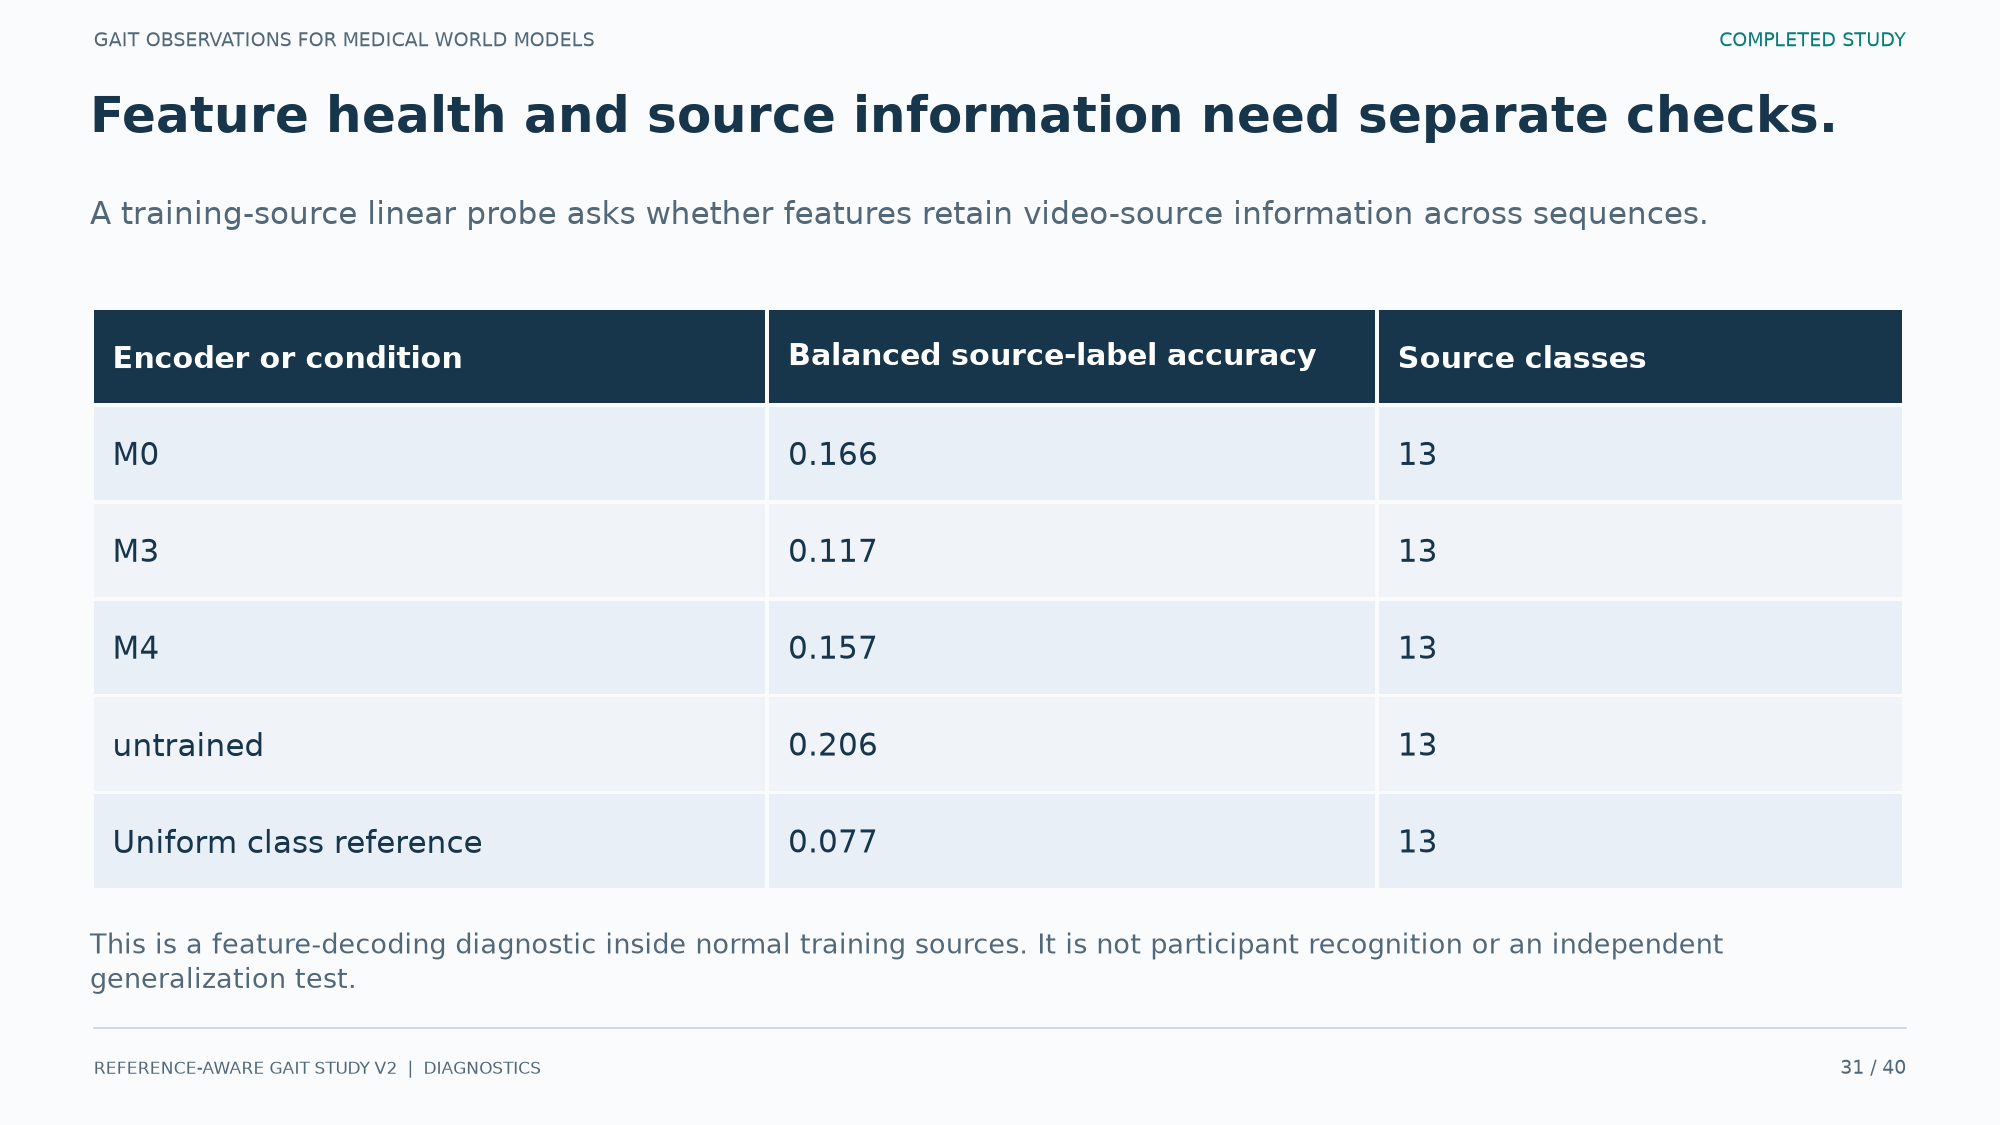 GAIT OBSERVATIONS FOR MEDICAL WORLD MODELS
COMPLETED STUDY
Feature health and source information need separate checks.
A training-source linear probe asks whether features retain video-source information across sequences.
Encoder or condition Balanced source-label accuracy Source classes
M0 0.166 13
M3 0.117 13
M4 0.157 13
untrained 0.206 13
Uniform class reference 0.077 13
This is a feature-decoding diagnostic inside normal training sources. It is not participant recognition or an independent
generalization test.
REFERENCE-AWARE GAIT STUDY V2 | DIAGNOSTICS
31 / 40